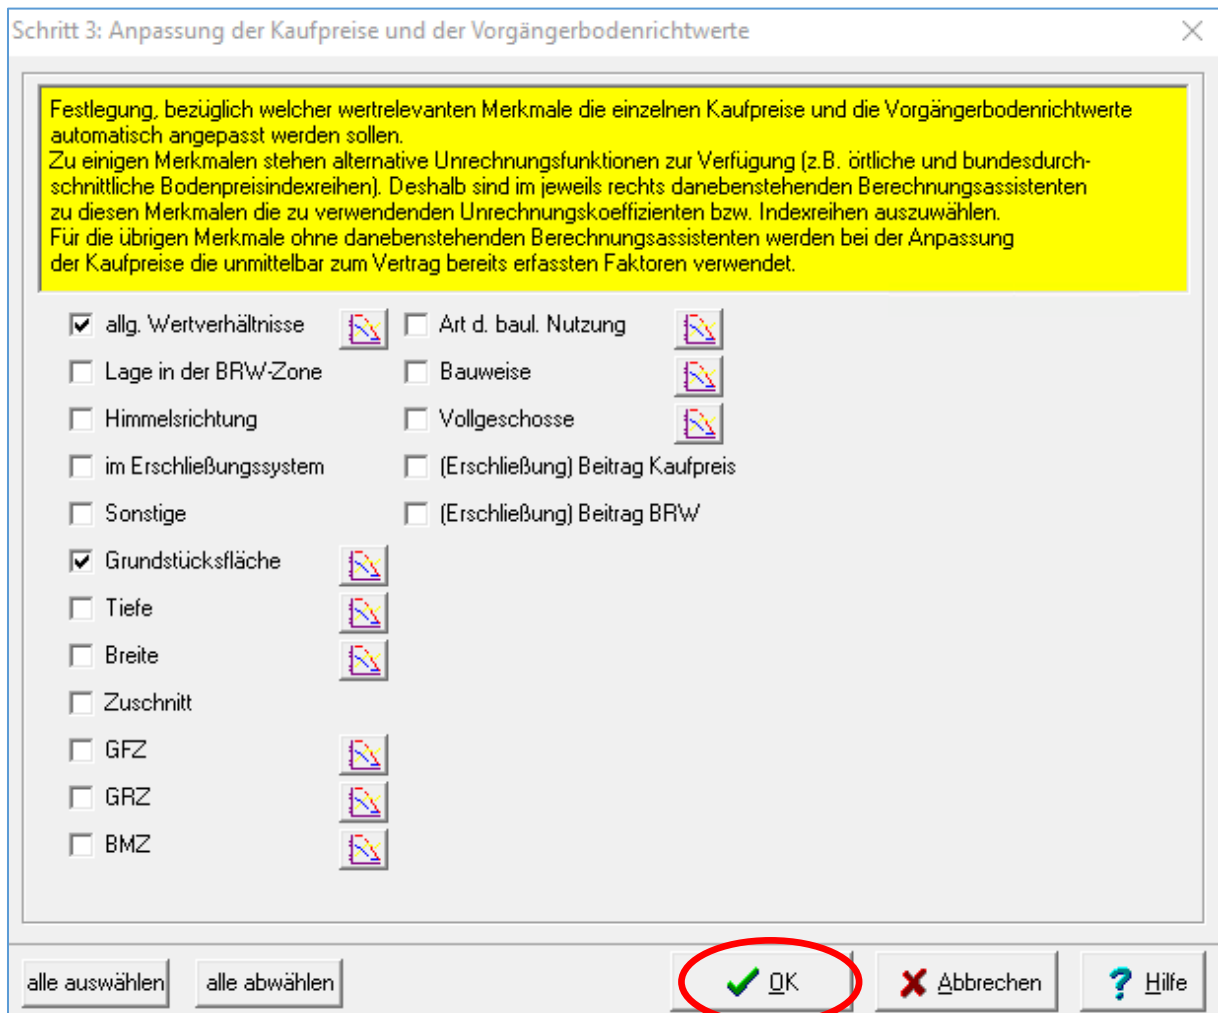 Schritt 3: Anpassung der Kaufpreise und der Vorgängerbodenrichtwerte
Festlegung, bezüglich welcher wertrelevanten Merkmale die einzelnen Kaufpreise und die Vorgängerbodenrichtwerte
automatisch angepasst werden sollen.
Zu einigen Merkmalen stehen alternative Unrechnungsfunktionen zur Verfügung (z.B. örtliche und bundesdurch-
schnittliche Bodenpreisindexreihen). Deshalb sind im jeweils rechts danebenstehenden Berechnungsassistenten
zu diesen Merkmalen die zu verwendenden Unrechnungskoeffizienten bzw. Indexreihen auszuwählen.
Für die übrigen Merkmale ohne danebenstehenden Berechnungsassistenten werden bei der Anpassung
der Kaufpreise die unmittelbar zum Vertrag bereits erfassten Faktoren verwendet.
allg. Wertverhältnisse Art d. baul. Nutzung
Lage in der BRW-Zone Bauweise
Himmelsrichtung Vollgeschosse
im Erschließungssystem (Erschließung) Beitrag Kaufpreis
Sonstige (Erschließung) Beitrag BRW
Grundstücksfläche
Tiefe
Breite
Zuschnitt
GFZ
GRZ
BMZ
alle auswählen alle abwählen OK Abbrechen Hilfe